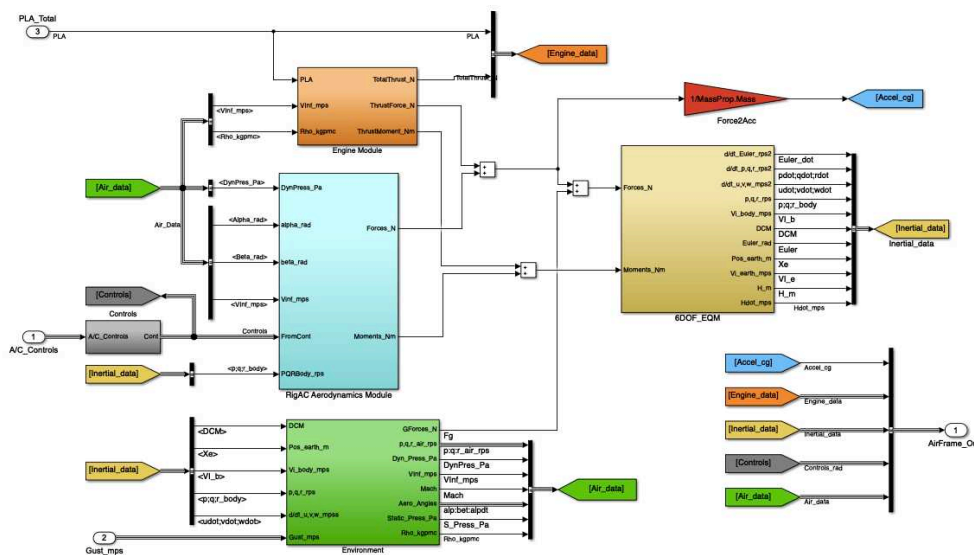 PLA_Total
3
PLA
PLA
[Engine_data]
TotalThrust_N
PLA
TotalThrust_N
<VInf_mps>
VInf_mps
ThrustForce_N
<Rho_kgpmc>
Rho_kgpmc
ThrustMoment_Nm
Engine Module
1/MassProp.Mass
Force2Acc
[Accel_cg]
[Air_data]
Air_Data
<DynPres_Pa>
DynPress_Pa
<Alpha_rad>
alpha_rad
Forces_N
<Beta_rad>
beta_rad
<VInf_mps>
Vinf_mps
[Controls]
Controls
1
A/C_Controls
A/C_Controls
Cont
Controls
FromCont
Moments_Nm
[Inertial_data]
<p;q;r_body>
PQRBody_rps
RigAC Aerodynamics Module
Forces_N
Moments_Nm
d/dt_Euler_rps2
d/dt_p,q,r_rps2
d/dt_u,v,w_mps2
p,q,r_rps
Vi_body_mps
DCM
Euler_rad
Pos_earth_m
Vi_earth_mps
H_m
Hdot_mps
6DOF_EQM
Euler_dot
pdot;qdot;rdot
udot;vdot;wdot
p;q;r_body
VI_b
DCM
Euler
Xe
VI_e
H_m
Hdot_mps
[Inertial_data]
Inertial_data
[Inertial_data]
<DCM>
<Xe>
<VI_b>
<p;q;r_body>
<udot;vdot;wdot>
2
Gust_mps
DCM
Pos_earth_m
Vi_body_mps
p,q,r_rps
d/dt_u,v,w_mpss
Gust_mps
GForces_N
p,q,r_air_rps
Dyn_Press_Pa
VInf_mps
Mach
Static_Press_Pa
Rho_kgpmc
Environment
Fg
p;q;r_air_rps
DynPres_Pa
VInf_mps
Mach
alp:bet:alpdt
S_Press_Pa
Rho_kgpmc
[Air_data]
[Accel_cg]
Accel_cg
[Engine_data]
Engine_data
[Inertial_data]
Inertial_data
[Controls]
Controls_rad
[Air_data]
Air_data
1